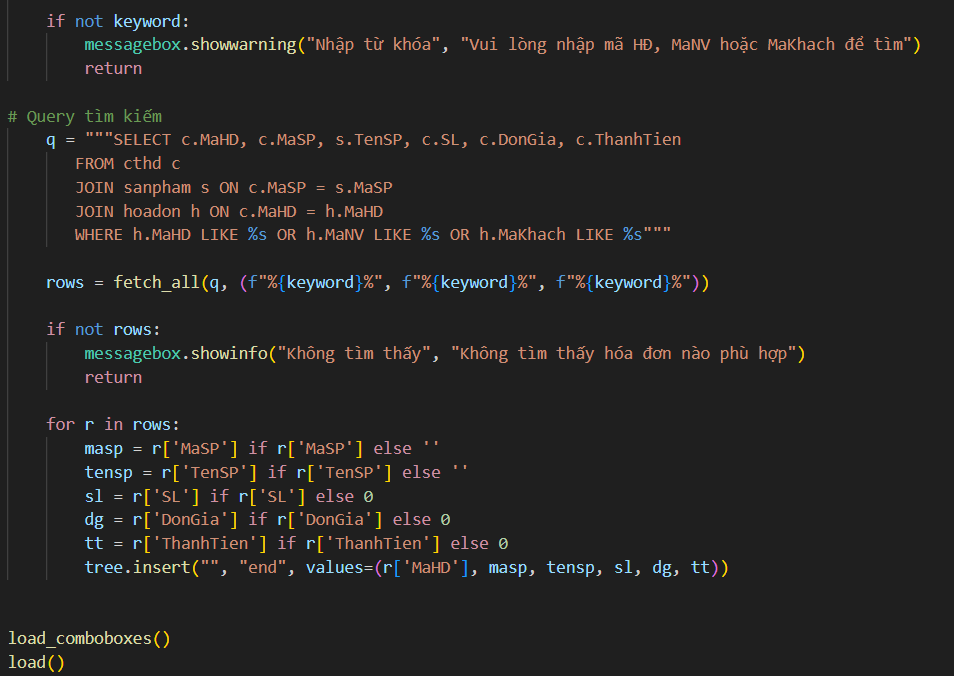 if not keyword:
messagebox.showwarning("Nhập từ khóa", "Vui lòng nhập mã HĐ, MaNV hoặc MaKhach để tìm")
return
# Query tìm kiếm
q = """SELECT c.MaHD, c.MaSP, s.TenSP, c.SL, c.DonGia, c.ThanhTien
FROM cthd c
JOIN sanpham s ON c.MaSP = s.MaSP
JOIN hoadon h ON c.MaHD = h.MaHD
WHERE h.MaHD LIKE %s OR h.MaNV LIKE %s OR h.MaKhach LIKE %s"""
rows = fetch_all(q, (f"%{keyword}%", f"%{keyword}%", f"%{keyword}%"))
if not rows:
messagebox.showinfo("Không tìm thấy", "Không tìm thấy hóa đơn nào phù hợp")
return
for r in rows:
masp = r['MaSP'] if r['MaSP'] else ''
tensp = r['TenSP'] if r['TenSP'] else ''
sl = r['SL'] if r['SL'] else 0
dg = r['DonGia'] if r['DonGia'] else 0
tt = r['ThanhTien'] if r['ThanhTien'] else 0
tree.insert("", "end", values=(r['MaHD'], masp, tensp, sl, dg, tt))
load_comboboxes()
load()